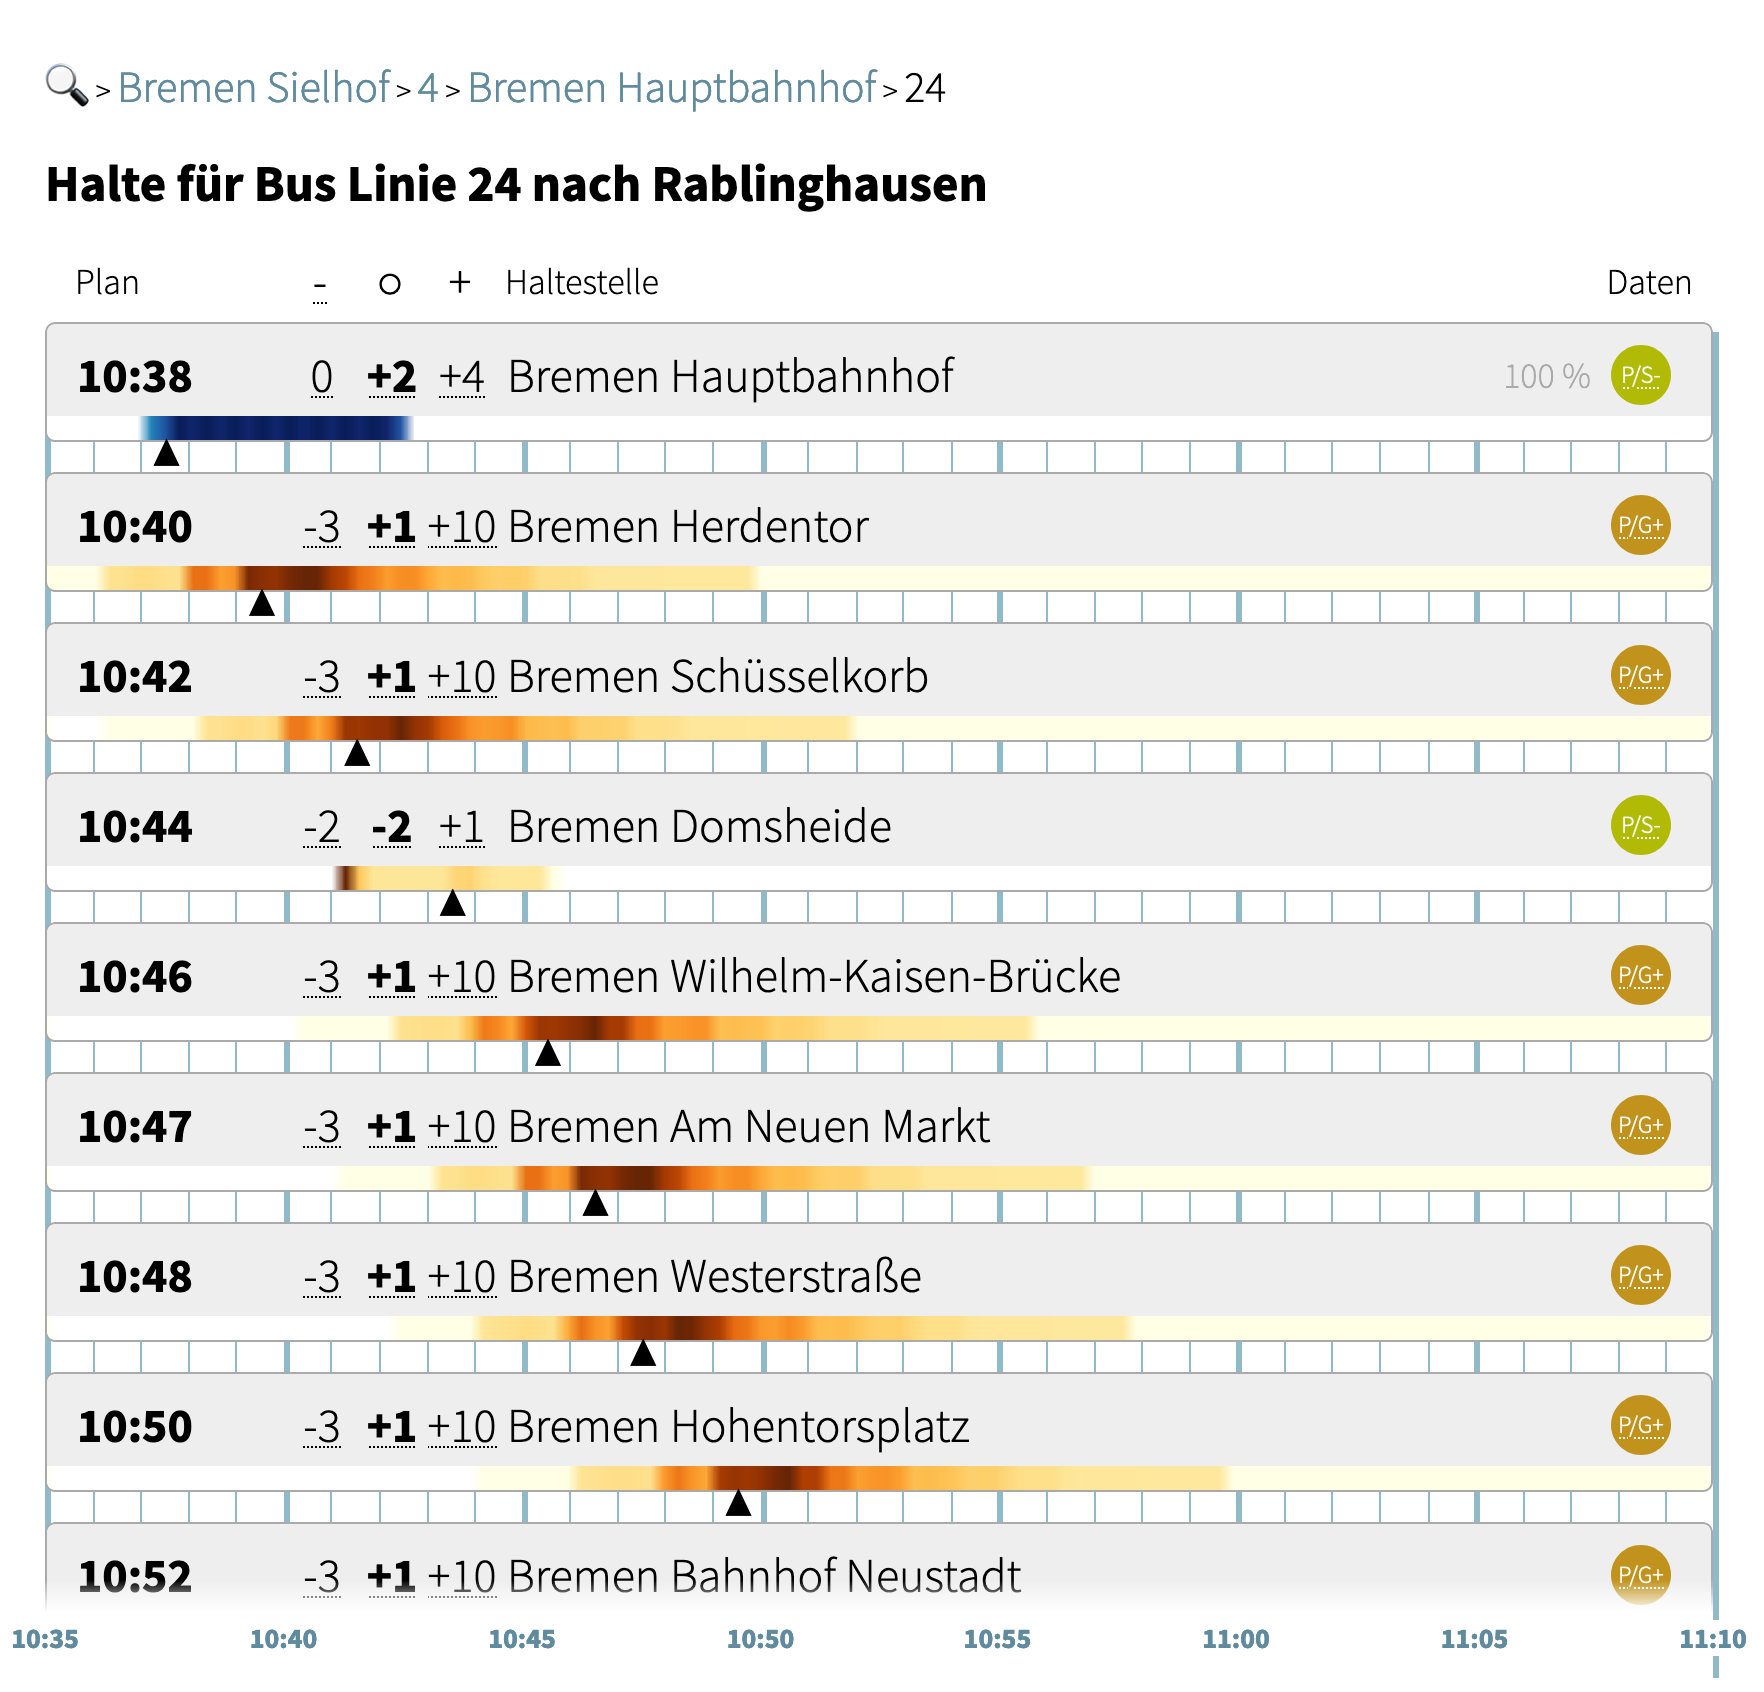 > Bremen Sielhof > 4 > Bremen Hauptbahnhof > 24
Halte für Bus Linie 24 nach Rablinghausen
Plan - o + Haltestelle Daten
10:38 0 +2 +4 Bremen Hauptbahnhof 100 % P/S-
10:40 -3 +1 +10 Bremen Herdentor P/G+
10:42 -3 +1 +10 Bremen Schüsselkorb P/G+
10:44 -2 -2 +1 Bremen Domsheide P/S-
10:46 -3 +1 +10 Bremen Wilhelm-Kaisen-Brücke P/G+
10:47 -3 +1 +10 Bremen Am Neuen Markt P/G+
10:48 -3 +1 +10 Bremen Westerstraße P/G+
10:50 -3 +1 +10 Bremen Hohentorsplatz P/G+
10:52 -3 +1 +10 Bremen Bahnhof Neustadt P/G+
10:35 10:40 10:45 10:50 10:55 11:00 11:05 11:10